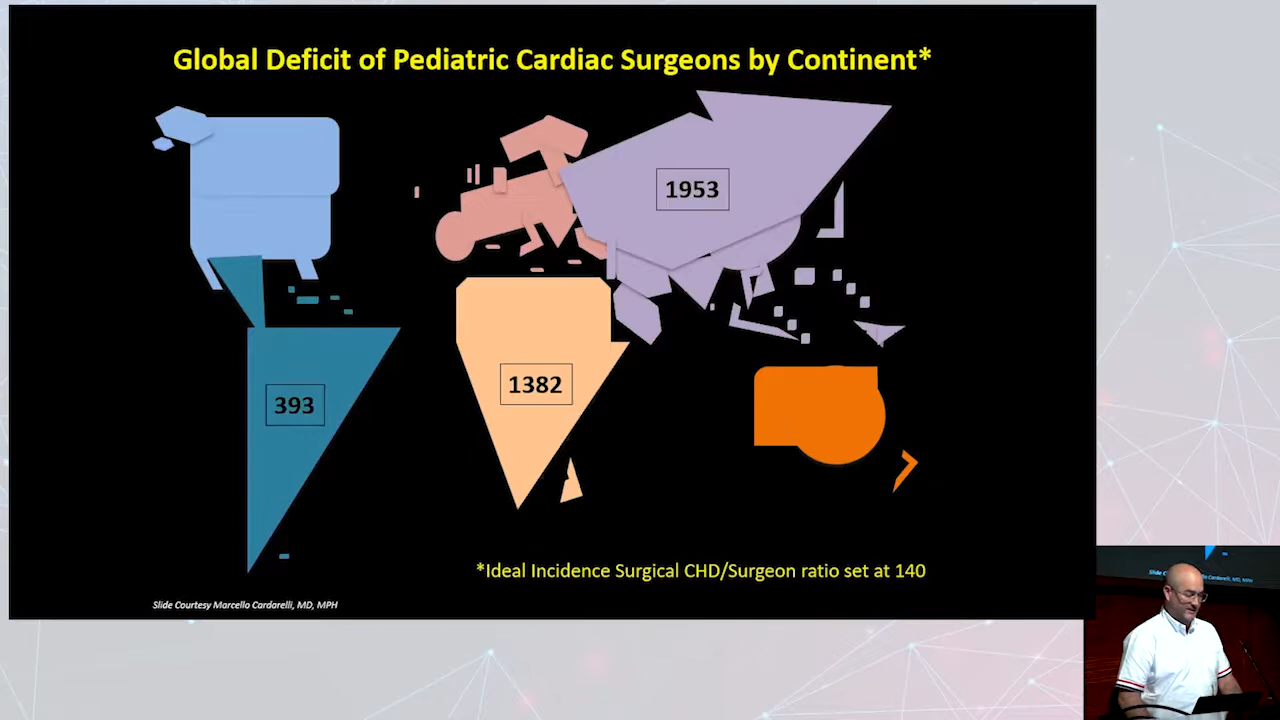 Global Deficit of Pediatric Cardiac Surgeons by Continent*
1953
1382
393
*Ideal Incidence Surgical CHD/Surgeon ratio set at 140
Slide Courtesy Marcello Cardarelli, MD, MPH